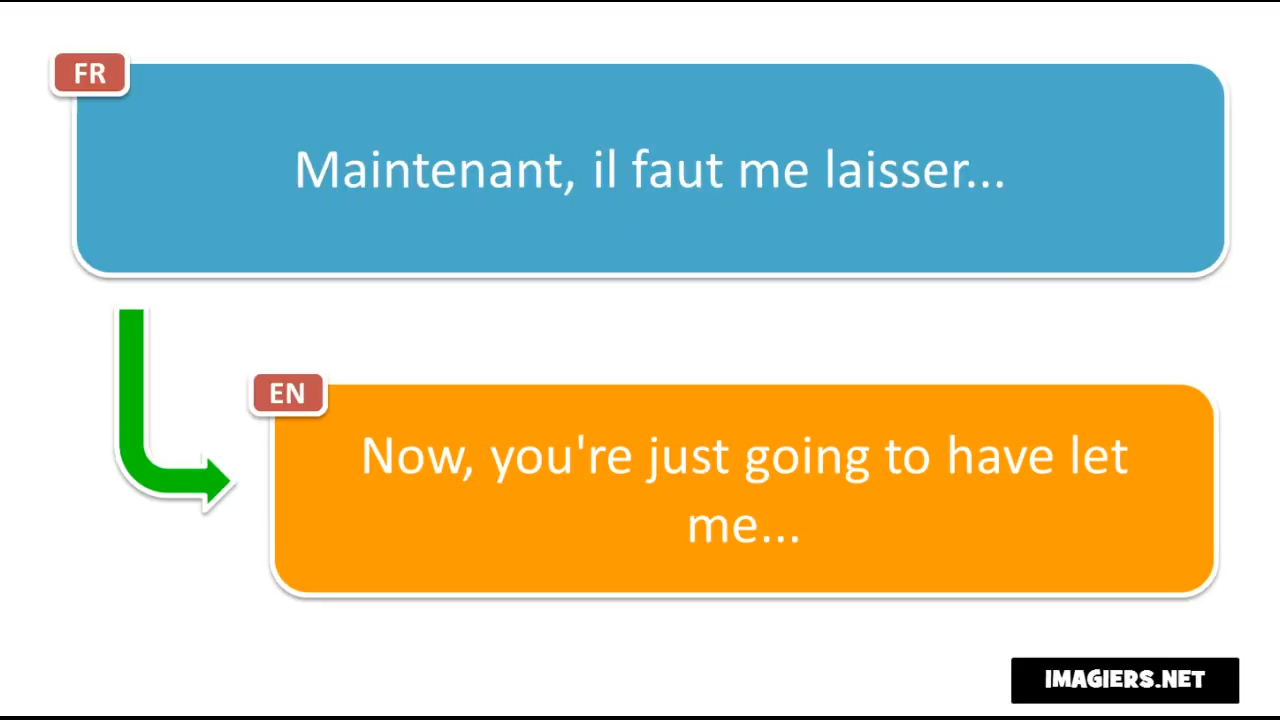 FR
Maintenant, il faut me laisser...
EN
Now, you're just going to have let
me...
IMAGIERS.NET